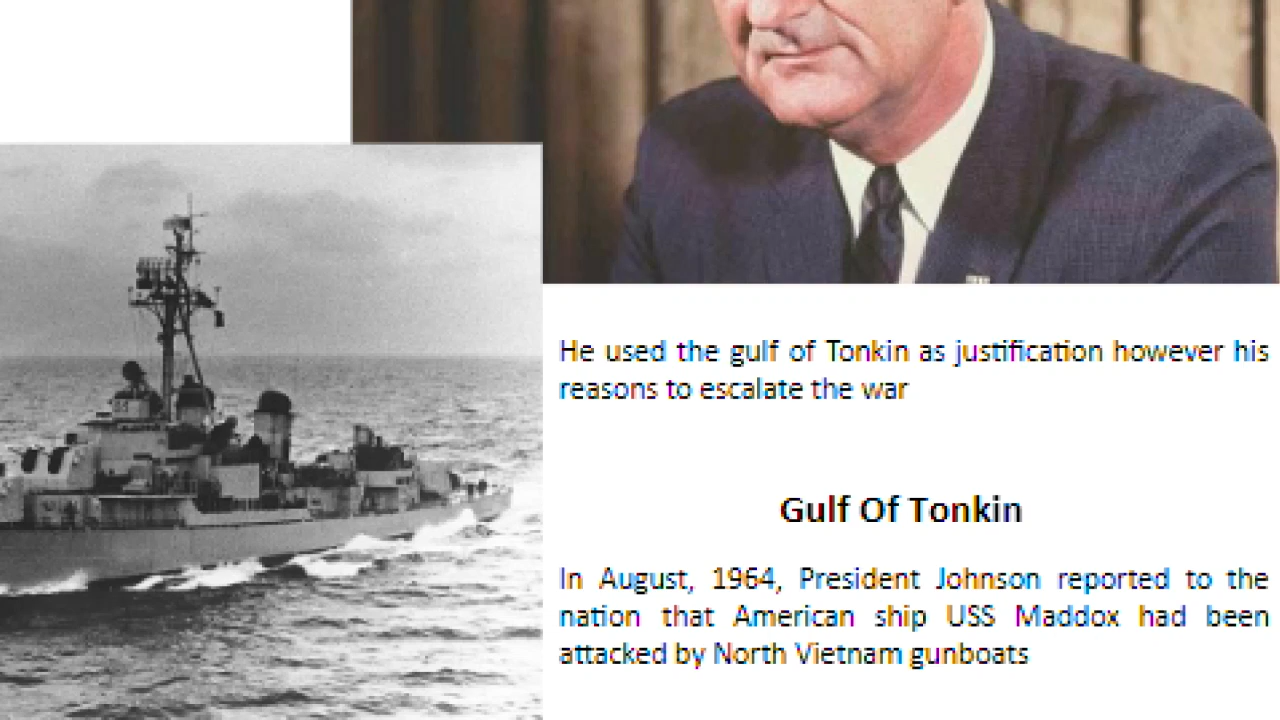 He used the gulf of Tonkin as justification however his
reasons to escalate the war
Gulf Of Tonkin
In August, 1964, President Johnson reported to the
nation that American ship USS Maddox had been
attacked by North Vietnam gunboats